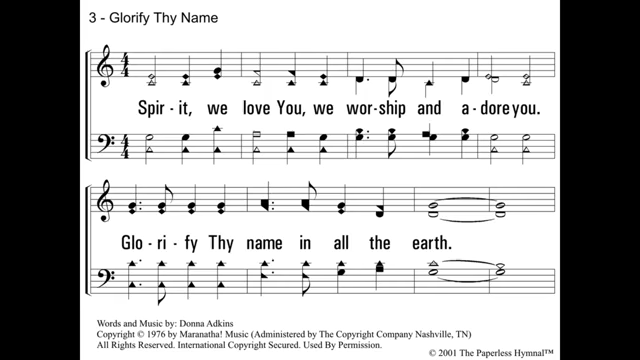 3 - Glorify Thy Name
Spir - it, we love You, we wor-ship and a-dore you.
Glo - ri - fy Thy name in all the earth.
Words and Music by: Donna Adkins
Copyright © 1976 by Maranatha! Music (Administered by The Copyright Company Nashville, TN)
All Rights Reserved. International Copyright Secured. Used By Permission.
© 2001 The Paperless Hymnal™